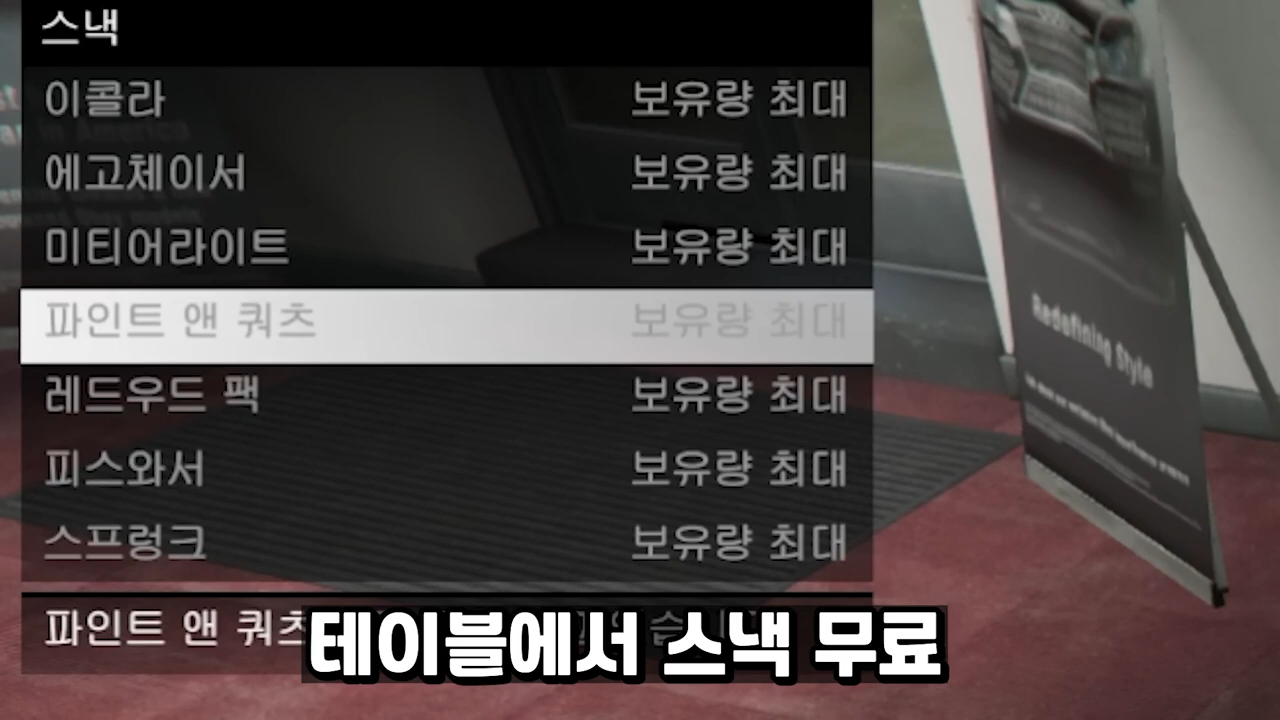 스낵
이콜라 보유량 최대
에고체이서 보유량 최대
미티어라이트 보유량 최대
파인트 앤 쿼츠 보유량 최대
레드우드 팩 보유량 최대
피스와서 보유량 최대
스프렁크 보유량 최대
파인트 앤 쿼츠
테이블에서 스낵 무료
Redefining Style